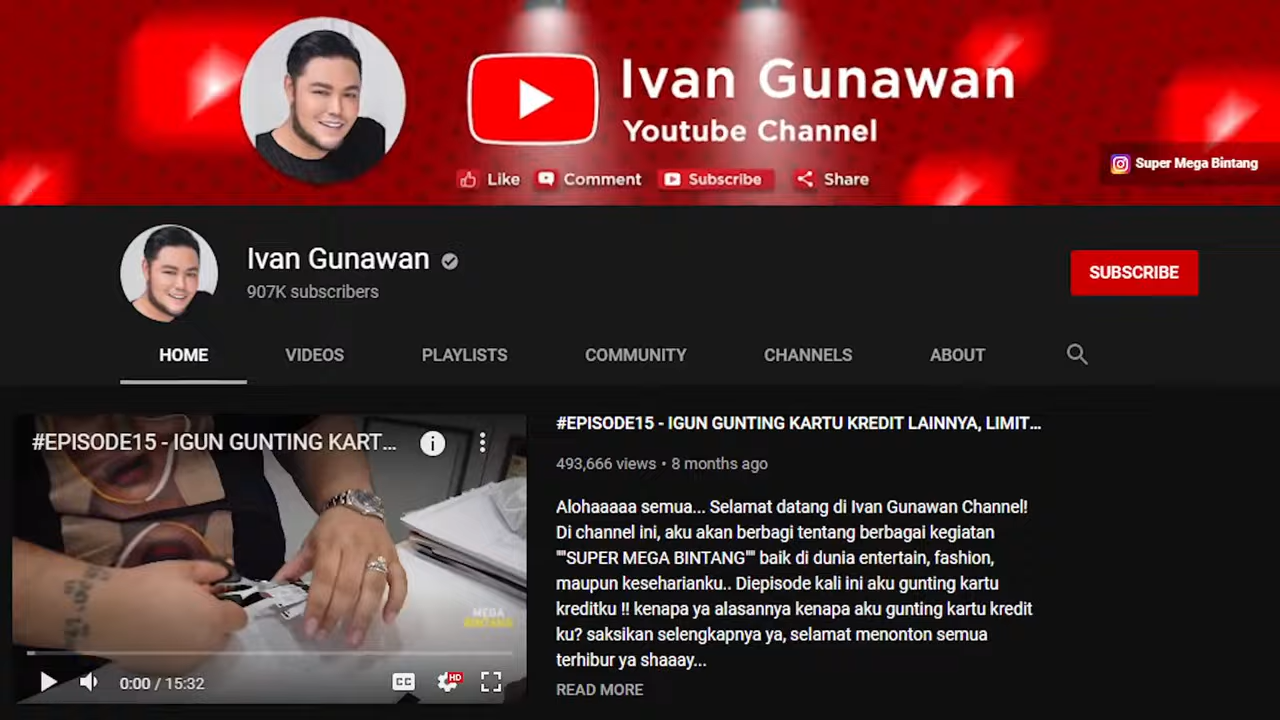 Ivan Gunawan
Youtube Channel
Like Comment Subscribe Share
Super Mega Bintang
Ivan Gunawan
907K subscribers
SUBSCRIBE
HOME VIDEOS PLAYLISTS COMMUNITY CHANNELS ABOUT
#EPISODE15 - IGUN GUNTING KART...
#EPISODE15 - IGUN GUNTING KARTU KREDIT LAINNYA, LIMIT...
493,666 views • 8 months ago
Alohaaaaa semua... Selamat datang di Ivan Gunawan Channel!
Di channel ini, aku akan berbagi tentang berbagai kegiatan
""SUPER MEGA BINTANG"" baik di dunia entertain, fashion,
maupun keseharianku.. Diepisode kali ini aku gunting kartu
kreditku !! kenapa ya alasannya kenapa aku gunting kartu kredit
ku? saksikan selengkapnya ya, selamat menonton semua
terhibur ya shaaay...
READ MORE
MEGA
BINTANG
0:00 / 15:32
CC
HD